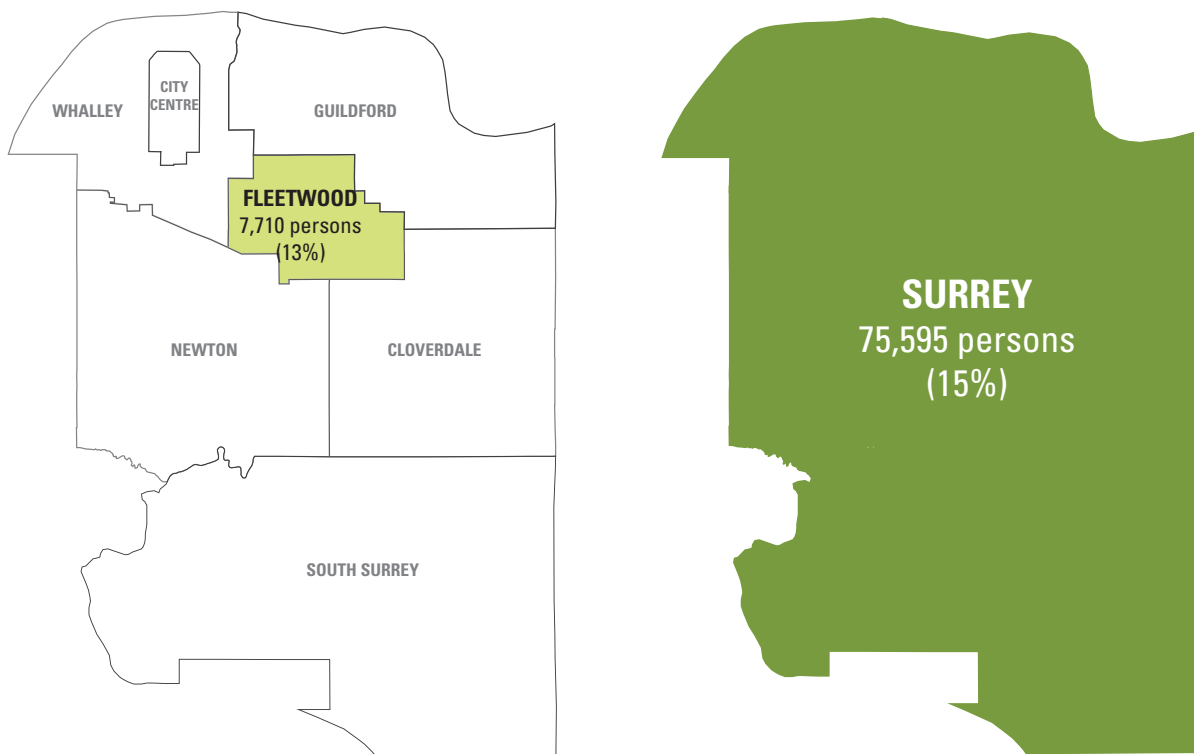 WHALLEY
CITY
CENTRE
GUILDFORD
FLEETWOOD
7,710 persons
(13%)
NEWTON
CLOVERDALE
SOUTH SURREY
SURREY
75,595 persons
(15%)